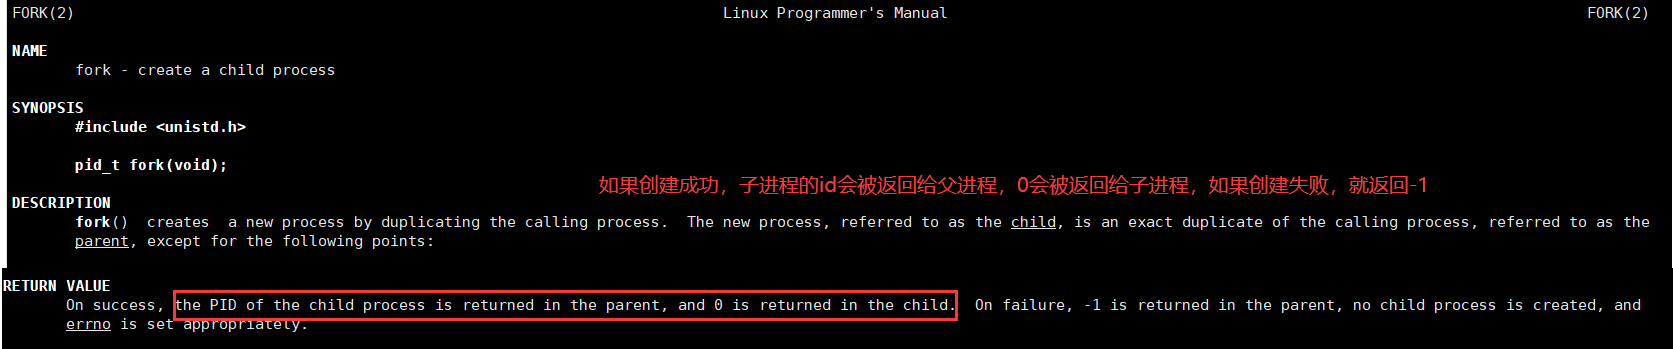 FORK(2) Linux Programmer's Manual FORK(2)
NAME
fork - create a child process
SYNOPSIS
#include <unistd.h>
pid_t fork(void);
如果创建成功，子进程的id会被返回给父进程，0会被返回给子进程，如果创建失败，就返回-1
DESCRIPTION
fork() creates a new process by duplicating the calling process. The new process, referred to as the child, is an exact duplicate of the calling process, referred to as the
parent, except for the following points:
RETURN VALUE
On success, the PID of the child process is returned in the parent, and 0 is returned in the child. On failure, -1 is returned in the parent, no child process is created, and
errno is set appropriately.